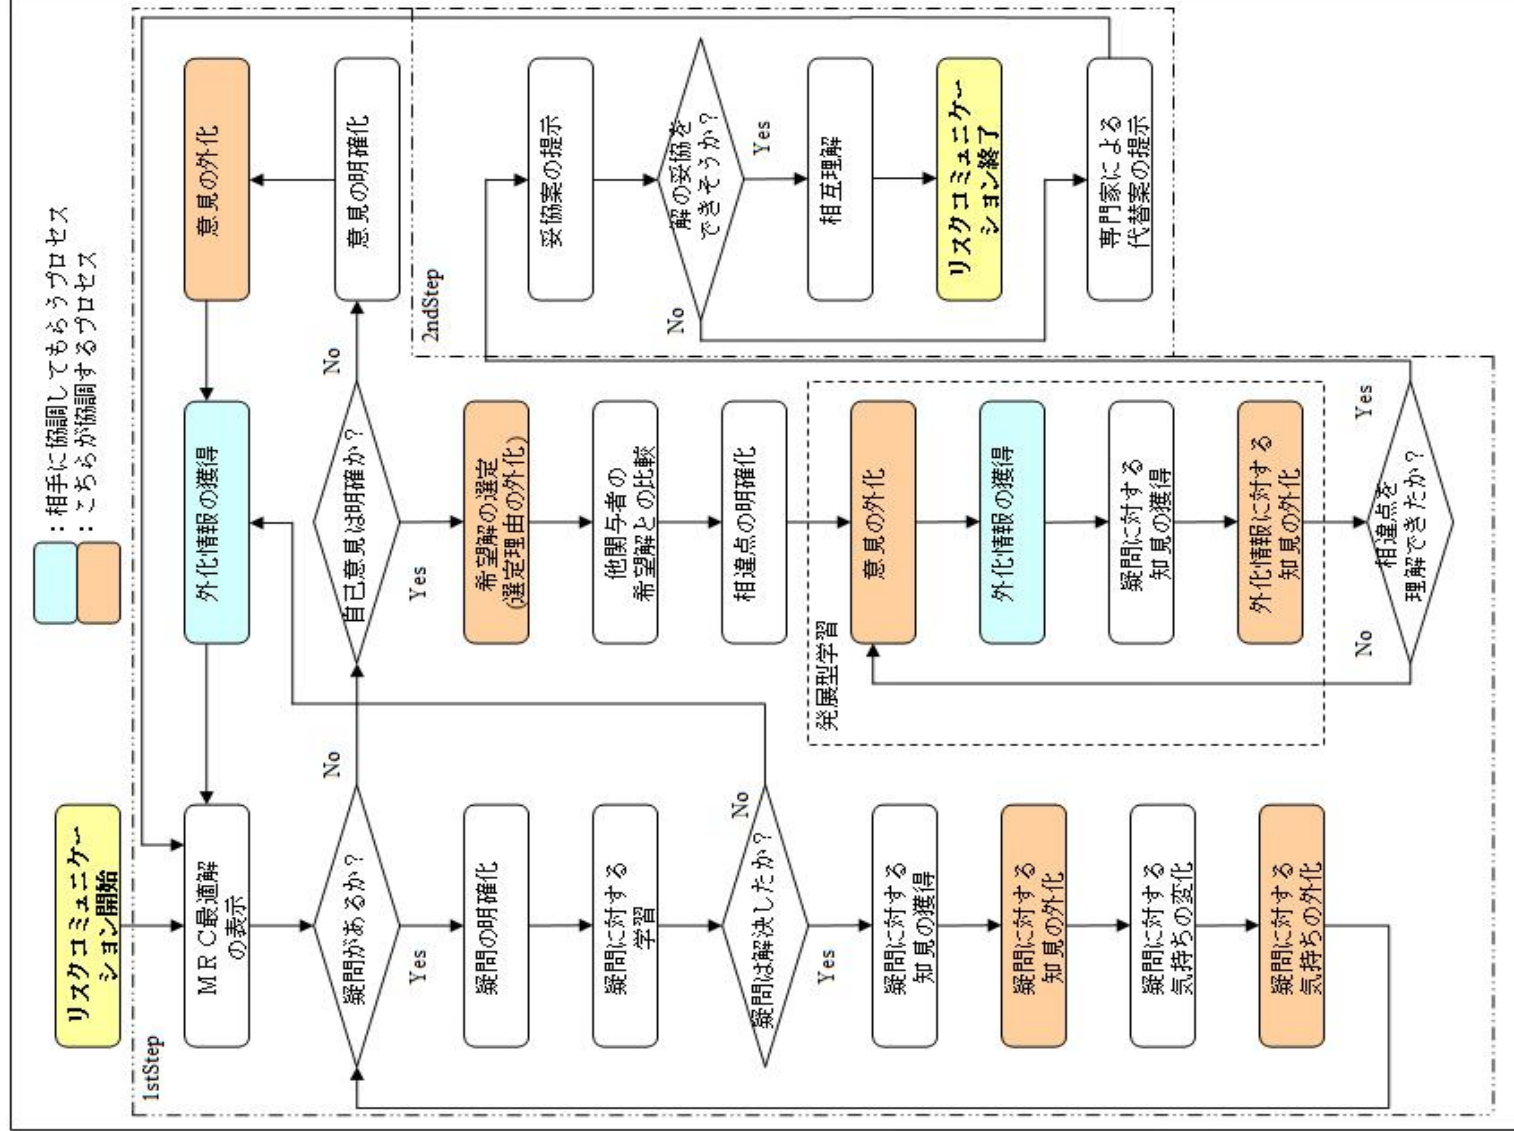 ：相手に協調してもらうプロセス
：こちらが協調するプロセス
リスクコミュニケー
ション開始
1stStep
ＭＲＣ最適解
の表示
疑問があるか？
No
Yes
疑問の明確化
疑問に対する
学習
疑問は解決したか？
No
Yes
疑問に対する
知見の獲得
疑問に対する
知見の外化
疑問に対する
気持ちの変化
疑問に対する
気持ちの外化
外化情報の獲得
自己意見は明確か？
No
Yes
希望解の選定
(選定理由の外化)
他関与者の
希望解との比較
相違点の明確化
発展型学習
意見の外化
外化情報の獲得
疑問に対する
知見の獲得
外化情報に対する
知見の外化
相違点を
理解できたか？
No
Yes
意見の外化
意見の明確化
2ndStep
妥協案の提示
解の妥協を
できそうか？
No
Yes
相互理解
リスクコミュニケー
ション終了
専門家による
代替案の提示